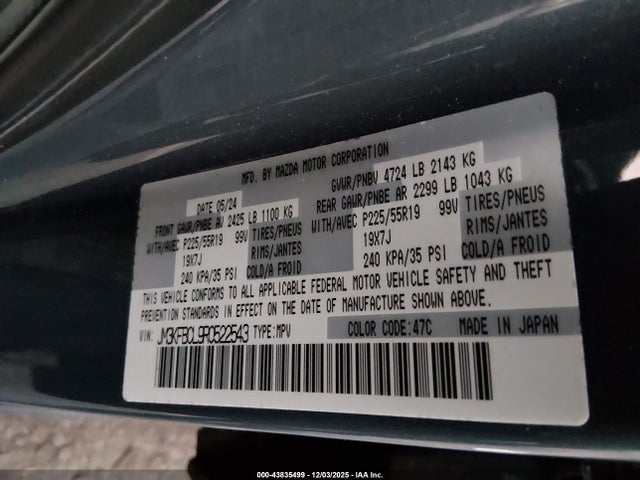 MFD. BY MAZDA MOTOR CORPORATION
DATE 05/24 GVWR/PNBV 4724 LB 2143 KG
FRONT GAWR/PNBE AV 2425 LB 1100 KG REAR GAWR/PNBE AR 2299 LB 1043 KG
WITH/AVEC P225/55R19 99V TIRES/PNEUS WITH/AVEC P225/55R19 99V TIRES/PNEUS
19X7J RIMS/JANTES 19X7J RIMS/JANTES
240 KPA/35 PSI COLD/A FROID 240 KPA/35 PSI COLD/A FROID
THIS VEHICLE CONFORMS TO ALL APPLICABLE FEDERAL MOTOR VEHICLE SAFETY AND THEFT
PREVENTION STANDARDS IN EFFECT ON THE DATE OF MANUFACTURE SHOWN ABOVE.
VIN: JM3KFBCL9R0522543 TYPE: MPV COLOR CODE: 47C MADE IN JAPAN
000-43835499 - 12/03/2025 - IAA Inc.